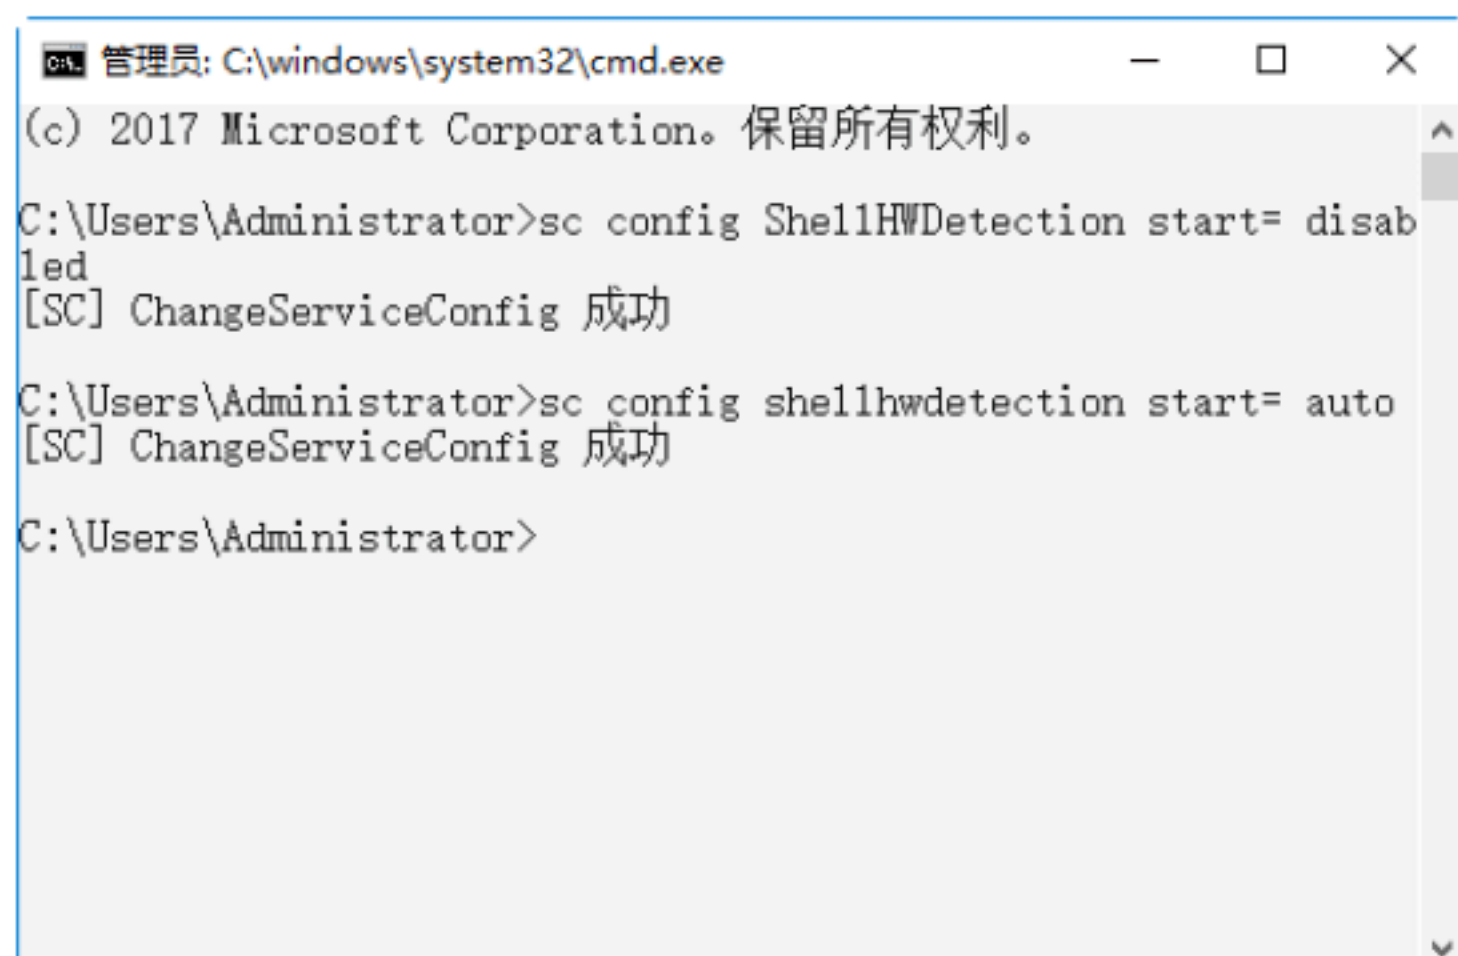 管理员: C:\windows\system32\cmd.exe
(c) 2017 Microsoft Corporation。保留所有权利。
C:\Users\Administrator>sc config ShellHWDetection start= disab
led
[SC] ChangeServiceConfig 成功
C:\Users\Administrator>sc config shellhwdetection start= auto
[SC] ChangeServiceConfig 成功
C:\Users\Administrator>